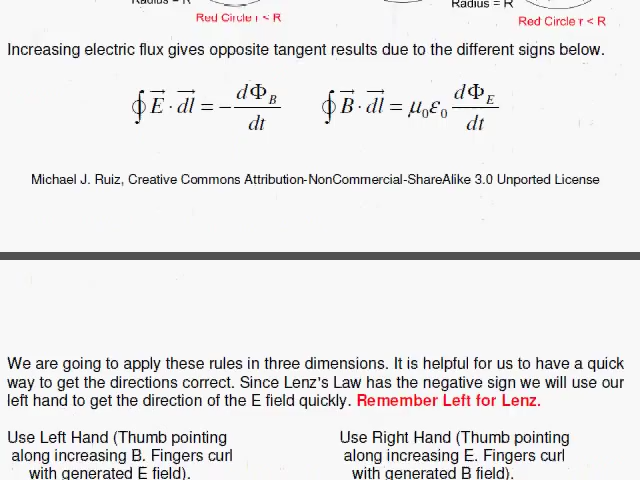 Radius = R
Radius = R
Red Circle r < R
Red Circle r < R
Increasing electric flux gives opposite tangent results due to the different signs below.
∮ E⃗ · dl⃗ = − dΦ_B/dt   ∮ B⃗ · dl⃗ = μ₀ε₀ dΦ_E/dt
Michael J. Ruiz, Creative Commons Attribution-NonCommercial-ShareAlike 3.0 Unported License
We are going to apply these rules in three dimensions. It is helpful for us to have a quick
way to get the directions correct. Since Lenz's Law has the negative sign we will use our
left hand to get the direction of the E field quickly. Remember Left for Lenz.
Use Left Hand (Thumb pointing
along increasing B. Fingers curl
with generated E field).
Use Right Hand (Thumb pointing
along increasing E. Fingers curl
with generated B field).